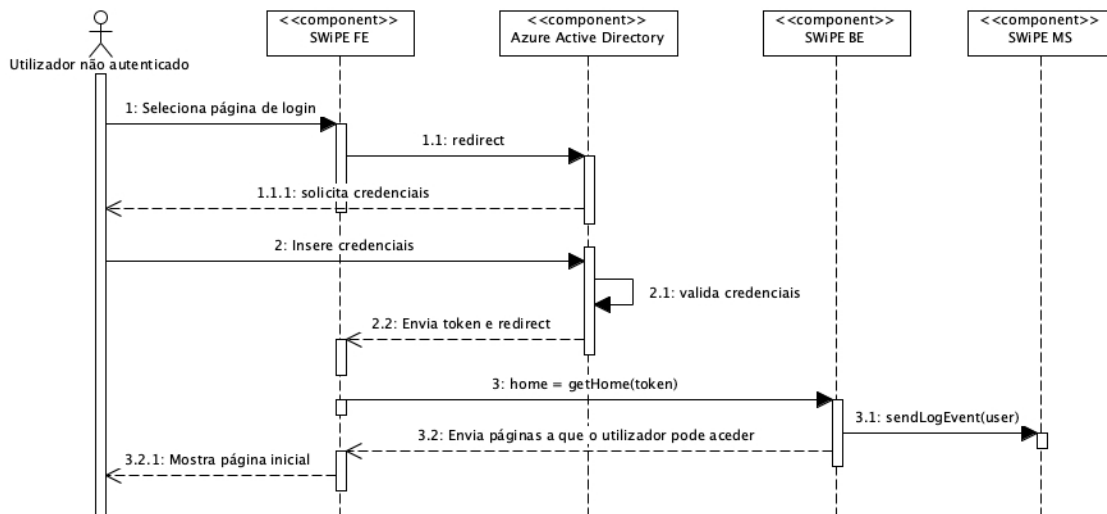 <<component>>
SWiPE FE
<<component>>
Azure Active Directory
<<component>>
SWiPE BE
<<component>>
SWiPE MS
Utilizador não autenticado
1: Seleciona página de login
1.1: redirect
1.1.1: solicita credenciais
2: Insere credenciais
2.1: valida credenciais
2.2: Envia token e redirect
3: home = getHome(token)
3.1: sendLogEvent(user)
3.2: Envia páginas a que o utilizador pode aceder
3.2.1: Mostra página inicial